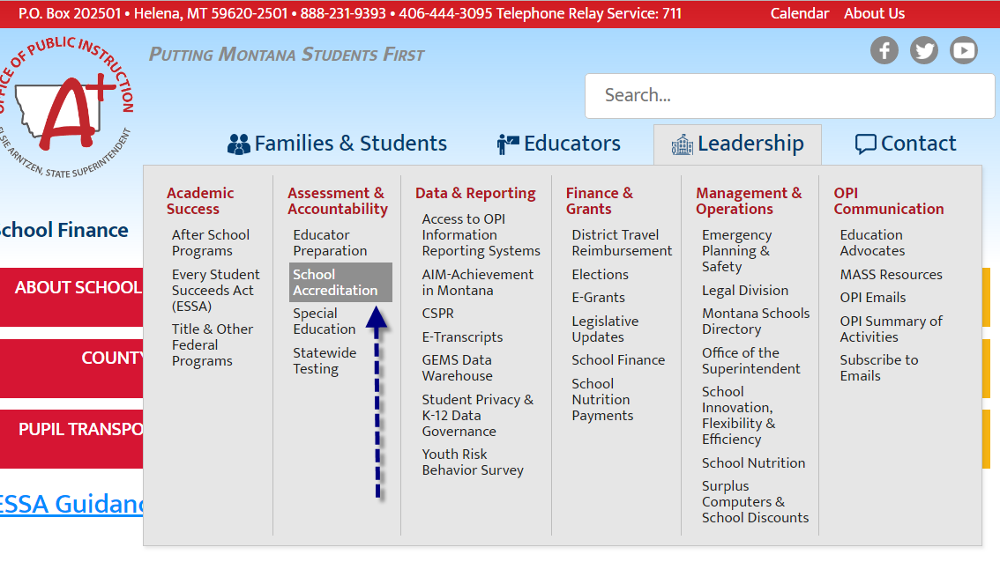 P.O. Box 202501 • Helena, MT 59620-2501 • 888-231-9393 • 406-444-3095 Telephone Relay Service: 711
Calendar About Us
OFFICE OF PUBLIC INSTRUCTION
A+
ELSIE ARNTZEN, STATE SUPERINTENDENT
PUTTING MONTANA STUDENTS FIRST
Search...
Families & Students
Educators
Leadership
Contact
Academic
Success
After School
Programs
Every Student
Succeeds Act
(ESSA)
Title & Other
Federal
Programs
Assessment &
Accountability
Educator
Preparation
School
Accreditation
Special
Education
Statewide
Testing
Data & Reporting
Access to OPI
Information
Reporting Systems
AIM-Achievement
in Montana
CSPR
E-Transcripts
GEMS Data
Warehouse
Student Privacy &
K-12 Data
Governance
Youth Risk
Behavior Survey
Finance &
Grants
District Travel
Reimbursement
Elections
E-Grants
Legislative
Updates
School Finance
School
Nutrition
Payments
Management &
Operations
Emergency
Planning &
Safety
Legal Division
Montana Schools
Directory
Office of the
Superintendent
School
Innovation,
Flexibility &
Efficiency
School Nutrition
Surplus
Computers &
School Discounts
OPI
Communication
Education
Advocates
MASS Resources
OPI Emails
OPI Summary of
Activities
Subscribe to
Emails
chool Finance
ABOUT SCHOOL
COUNTY
PUPIL TRANSPO
ESSA Guidanc